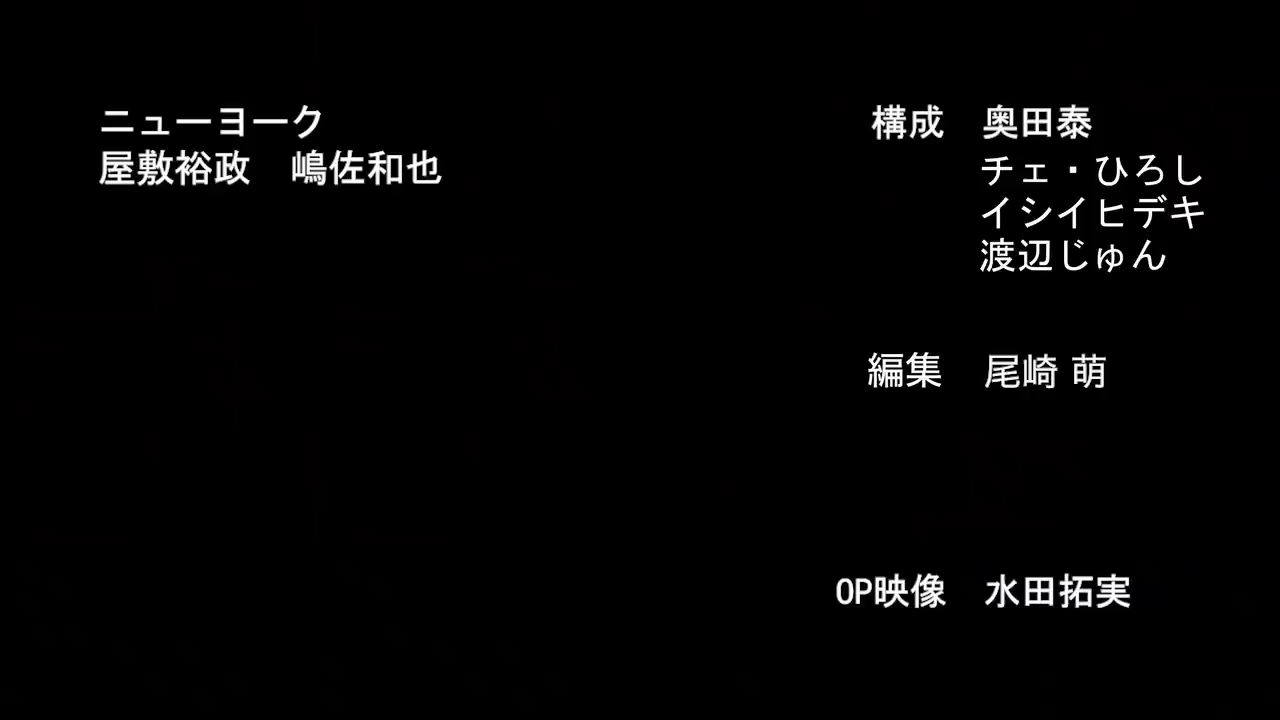 ニューヨーク
屋敷裕政　嶋佐和也
構成　奥田泰
チェ・ひろし
イシイヒデキ
渡辺じゅん
編集　尾崎 萌
OP映像　水田拓実